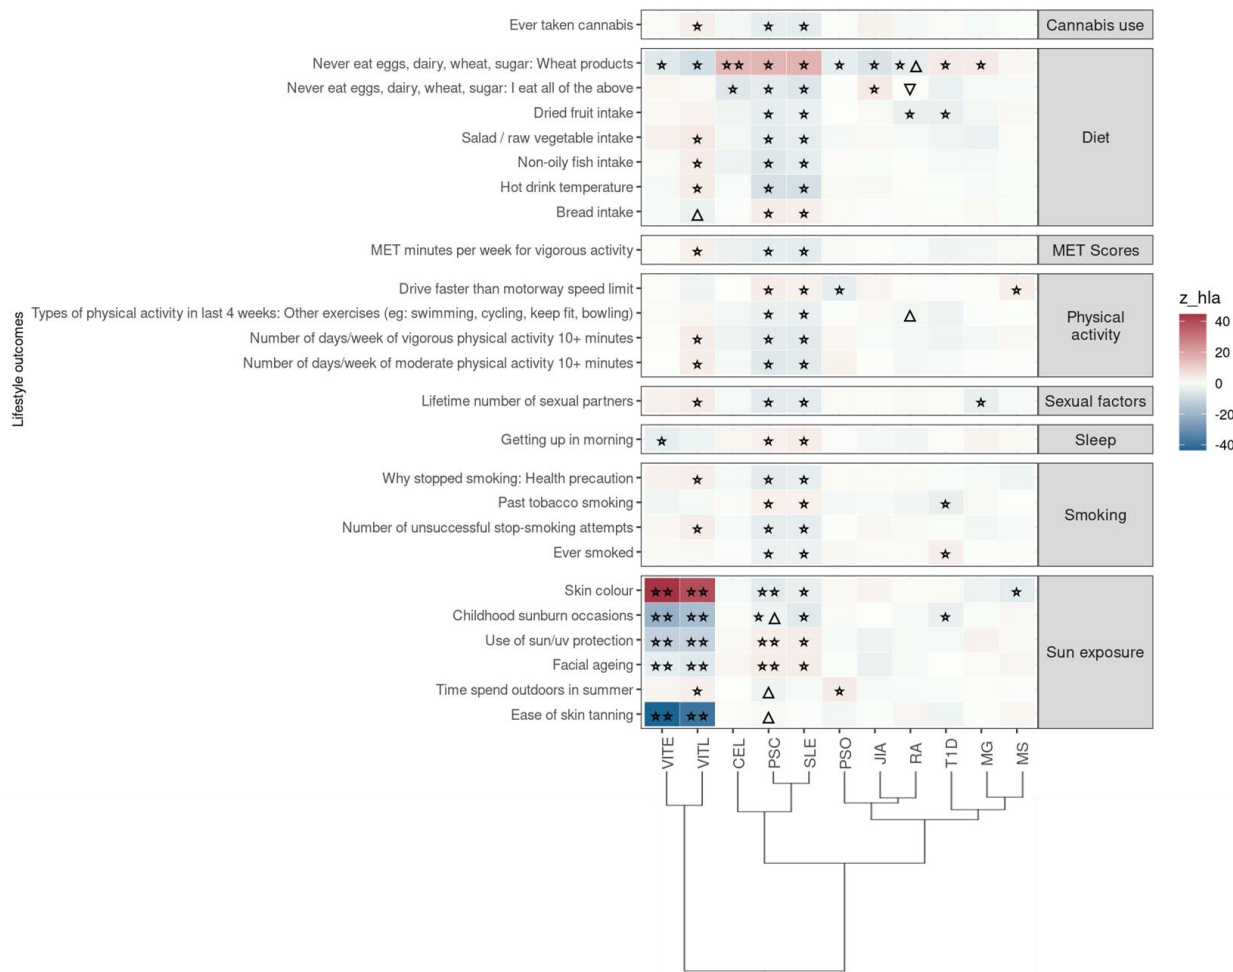 Ever taken cannabis
Cannabis use
Never eat eggs, dairy, wheat, sugar: Wheat products
Never eat eggs, dairy, wheat, sugar: I eat all of the above
Dried fruit intake
Salad / raw vegetable intake
Non-oily fish intake
Hot drink temperature
Bread intake
Diet
MET minutes per week for vigorous activity
MET Scores
Drive faster than motorway speed limit
Types of physical activity in last 4 weeks: Other exercises (eg: swimming, cycling, keep fit, bowling)
Number of days/week of vigorous physical activity 10+ minutes
Number of days/week of moderate physical activity 10+ minutes
Physical
activity
Lifetime number of sexual partners
Sexual factors
Getting up in morning
Sleep
Why stopped smoking: Health precaution
Past tobacco smoking
Number of unsuccessful stop-smoking attempts
Ever smoked
Smoking
Skin colour
Childhood sunburn occasions
Use of sun/uv protection
Facial ageing
Time spend outdoors in summer
Ease of skin tanning
Sun exposure
Lifestyle outcomes
VITE
VITL
CEL
PSC
SLE
PSO
JIA
RA
T1D
MG
MS
z_hla
40
20
0
-20
-40